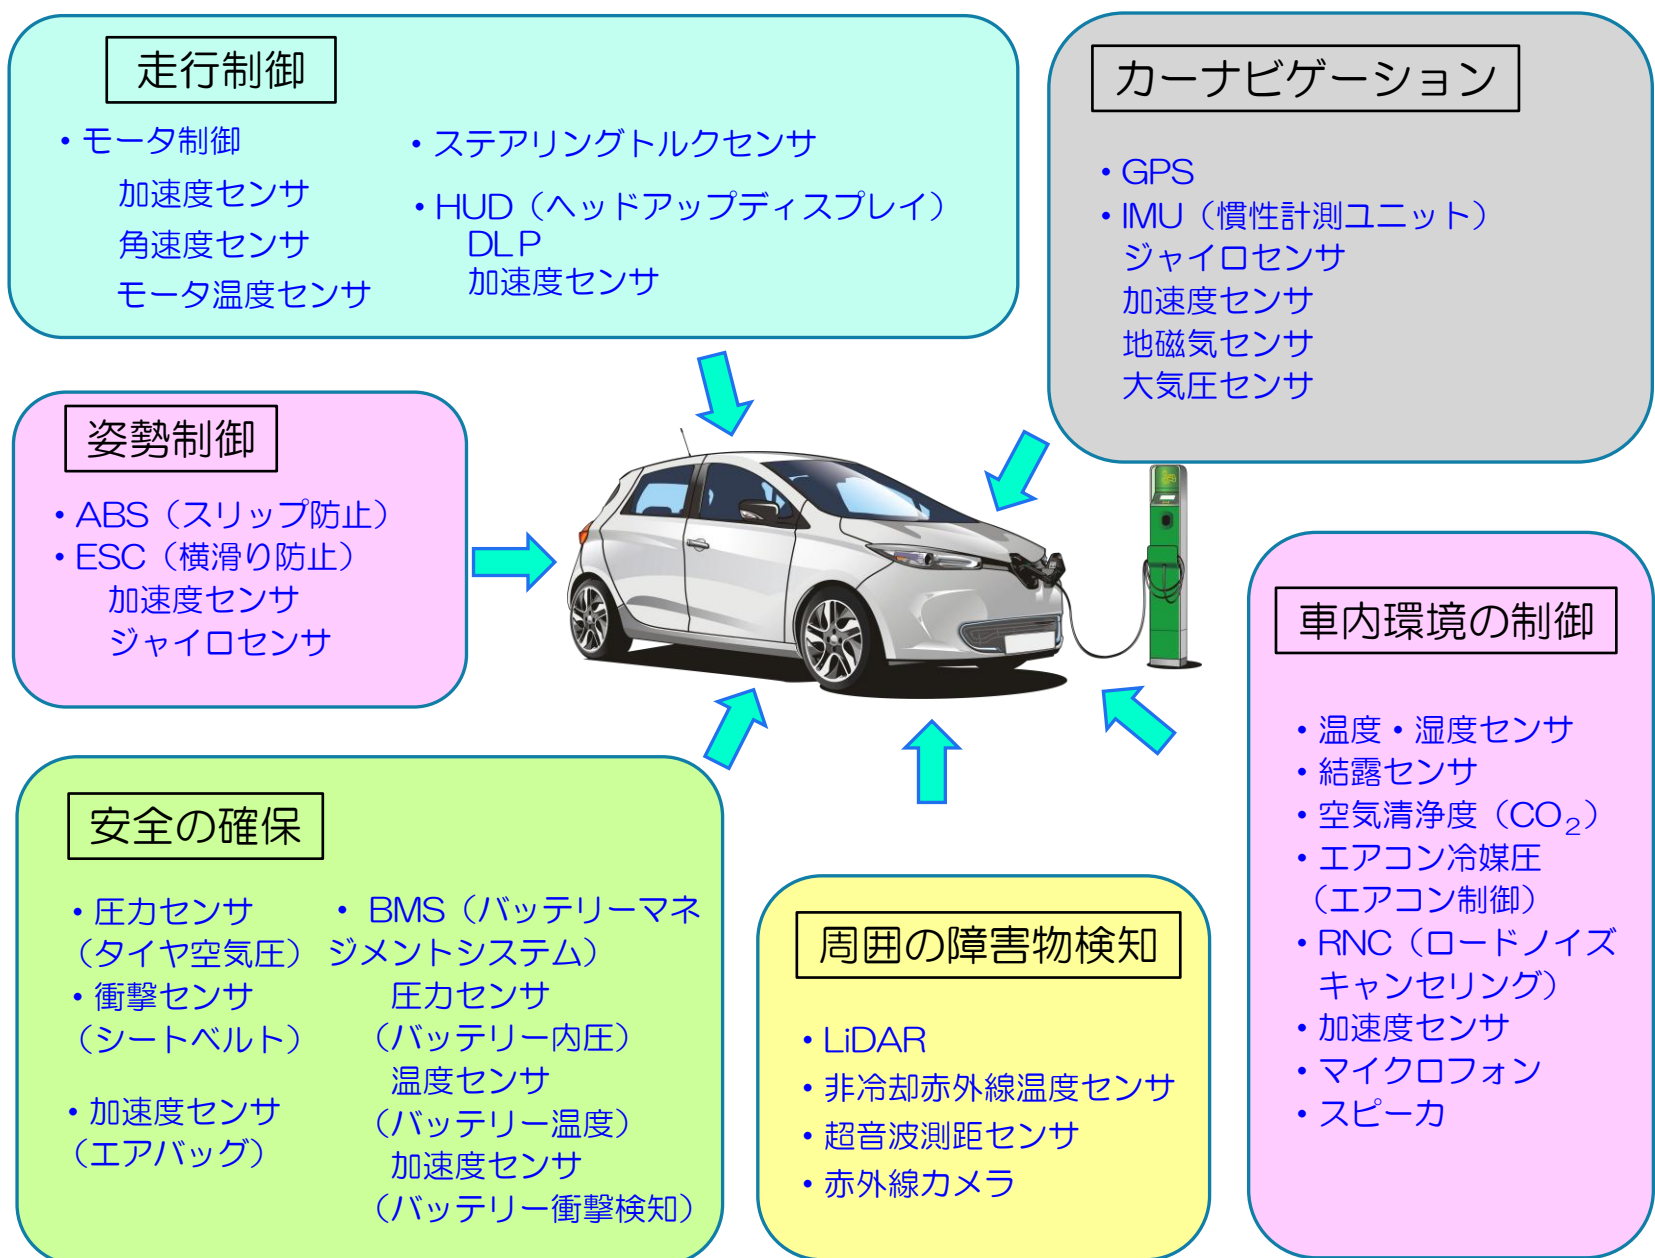 走行制御
・モータ制御
加速度センサ
角速度センサ
モータ温度センサ
・ステアリングトルクセンサ
・HUD（ヘッドアップディスプレイ）
DLP
加速度センサ
カーナビゲーション
・GPS
・IMU（慣性計測ユニット）
ジャイロセンサ
加速度センサ
地磁気センサ
大気圧センサ
姿勢制御
・ABS（スリップ防止）
・ESC（横滑り防止）
加速度センサ
ジャイロセンサ
車内環境の制御
・温度・湿度センサ
・結露センサ
・空気清浄度（CO₂）
・エアコン冷媒圧
（エアコン制御）
・RNC（ロードノイズ
キャンセリング）
・加速度センサ
・マイクロフォン
・スピーカ
安全の確保
・圧力センサ
（タイヤ空気圧）
・衝撃センサ
（シートベルト）
・加速度センサ
（エアバッグ）
・ BMS（バッテリーマネ
ジメントシステム）
圧力センサ
（バッテリー内圧）
温度センサ
（バッテリー温度）
加速度センサ
（バッテリー衝撃検知）
周囲の障害物検知
・LiDAR
・非冷却赤外線温度センサ
・超音波測距センサ
・赤外線カメラ